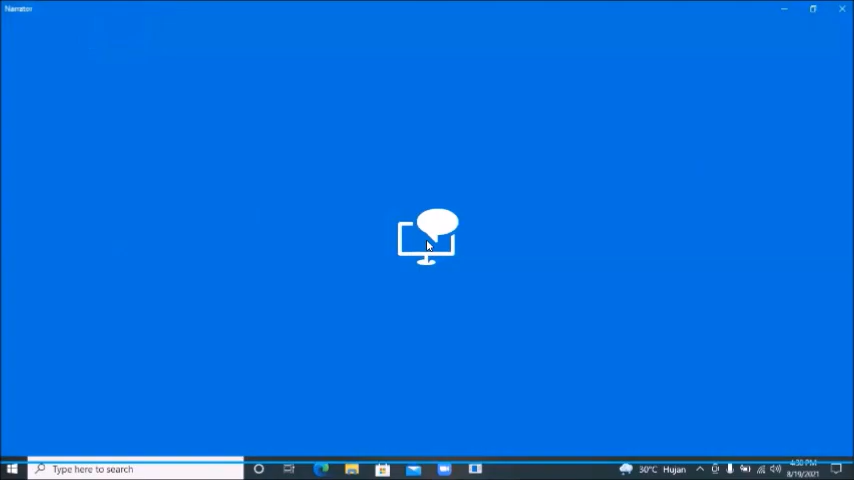 Narrator
Type here to search
30°C Hujan
4:30 PM
8/19/2021